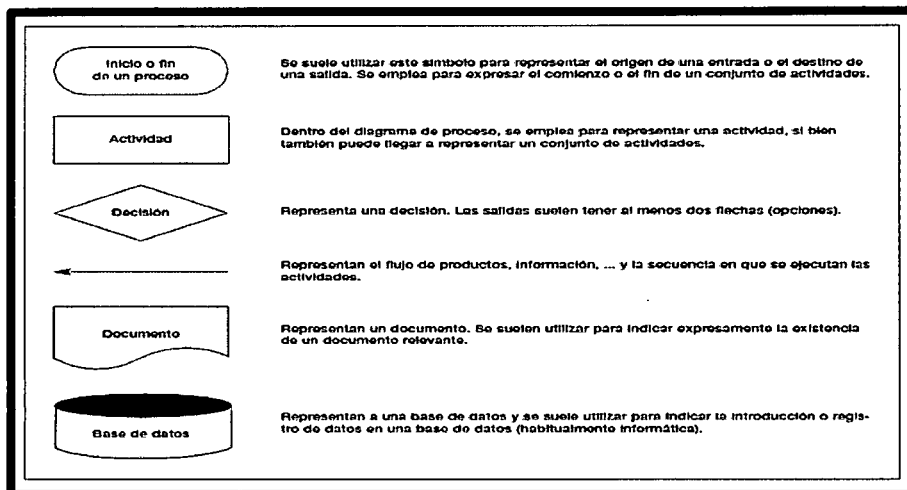 Inicio o fin
de un proceso
Se suele utilizar este símbolo para representar el origen de una entrada o el destino de
una salida. Se emplea para expresar el comienzo o el fin de un conjunto de actividades.
Actividad
Dentro del diagrama de proceso, se emplea para representar una actividad, si bien
también puede llegar a representar un conjunto de actividades.
Decisión
Representa una decisión. Las salidas suelen tener al menos dos flechas (opciones).
Representan el flujo de productos, información, ... y la secuencia en que se ejecutan las
actividades.
Documento
Representan un documento. Se suelen utilizar para indicar expresamente la existencia
de un documento relevante.
Base de datos
Representan a una base de datos y se suele utilizar para indicar la introducción o regis-
tro de datos en una base de datos (habitualmente informática).